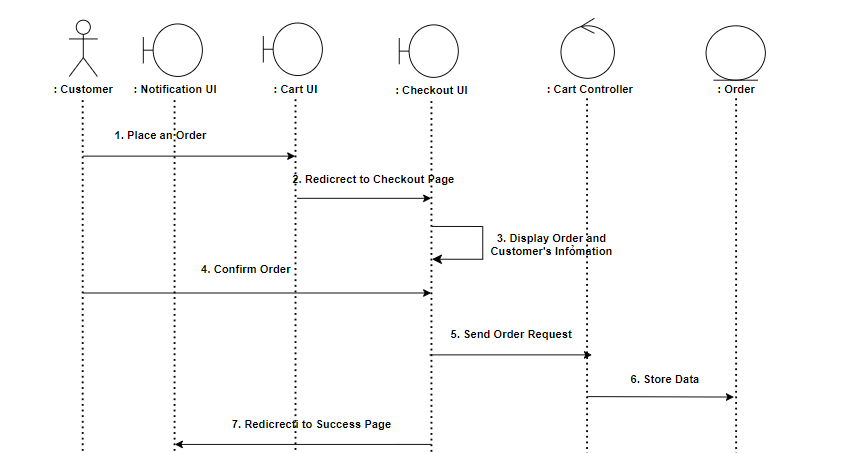 : Customer
: Notification UI
: Cart UI
: Checkout UI
: Cart Controller
: Order
1. Place an Order
2. Redicrect to Checkout Page
3. Display Order and
Customer's Infomation
4. Confirm Order
5. Send Order Request
6. Store Data
7. Redicrect to Success Page